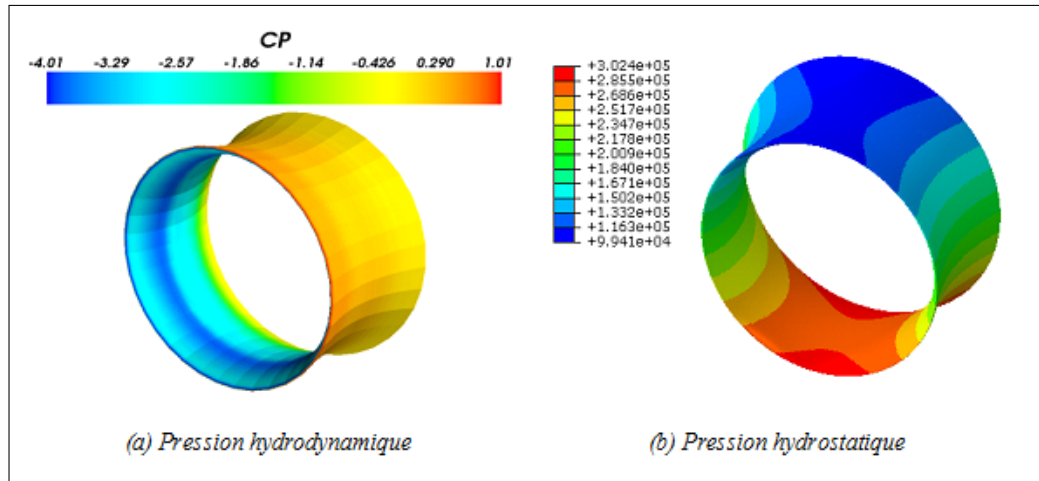 CP
-4.01 -3.29 -2.57 -1.86 -1.14 -0.426 0.290 1.01
+3.024e+05
+2.855e+05
+2.686e+05
+2.517e+05
+2.347e+05
+2.178e+05
+2.009e+05
+1.840e+05
+1.671e+05
+1.502e+05
+1.332e+05
+1.163e+05
+9.941e+04
(a) Pression hydrodynamique
(b) Pression hydrostatique